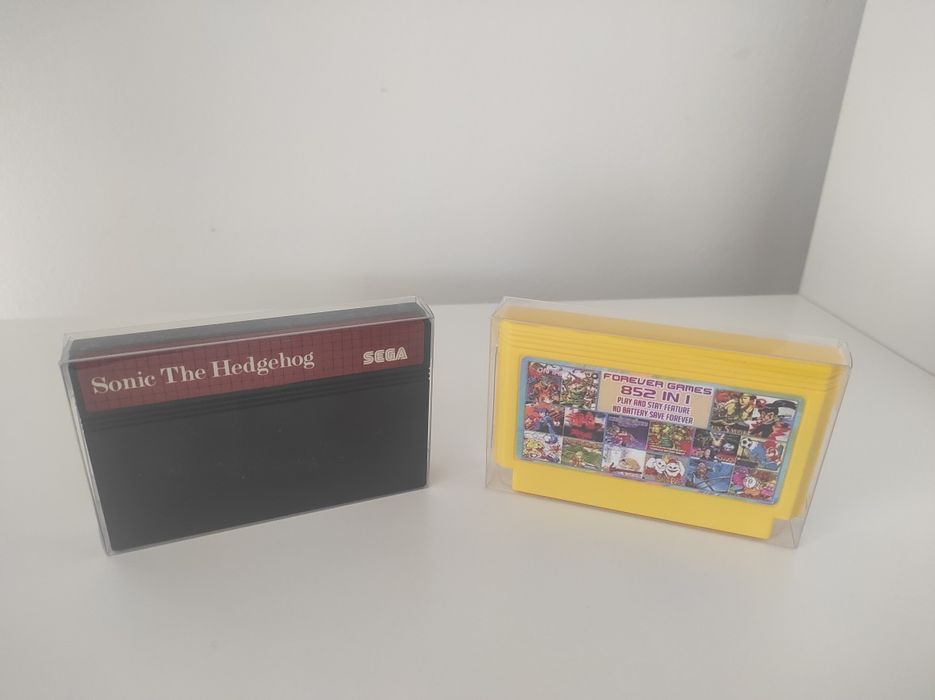 Sonic The Hedgehog
SEGA
FOREVER GAMES
852 IN 1
PLAY AND STAY FEATURE
NO BATTERY SAVE FOREVER